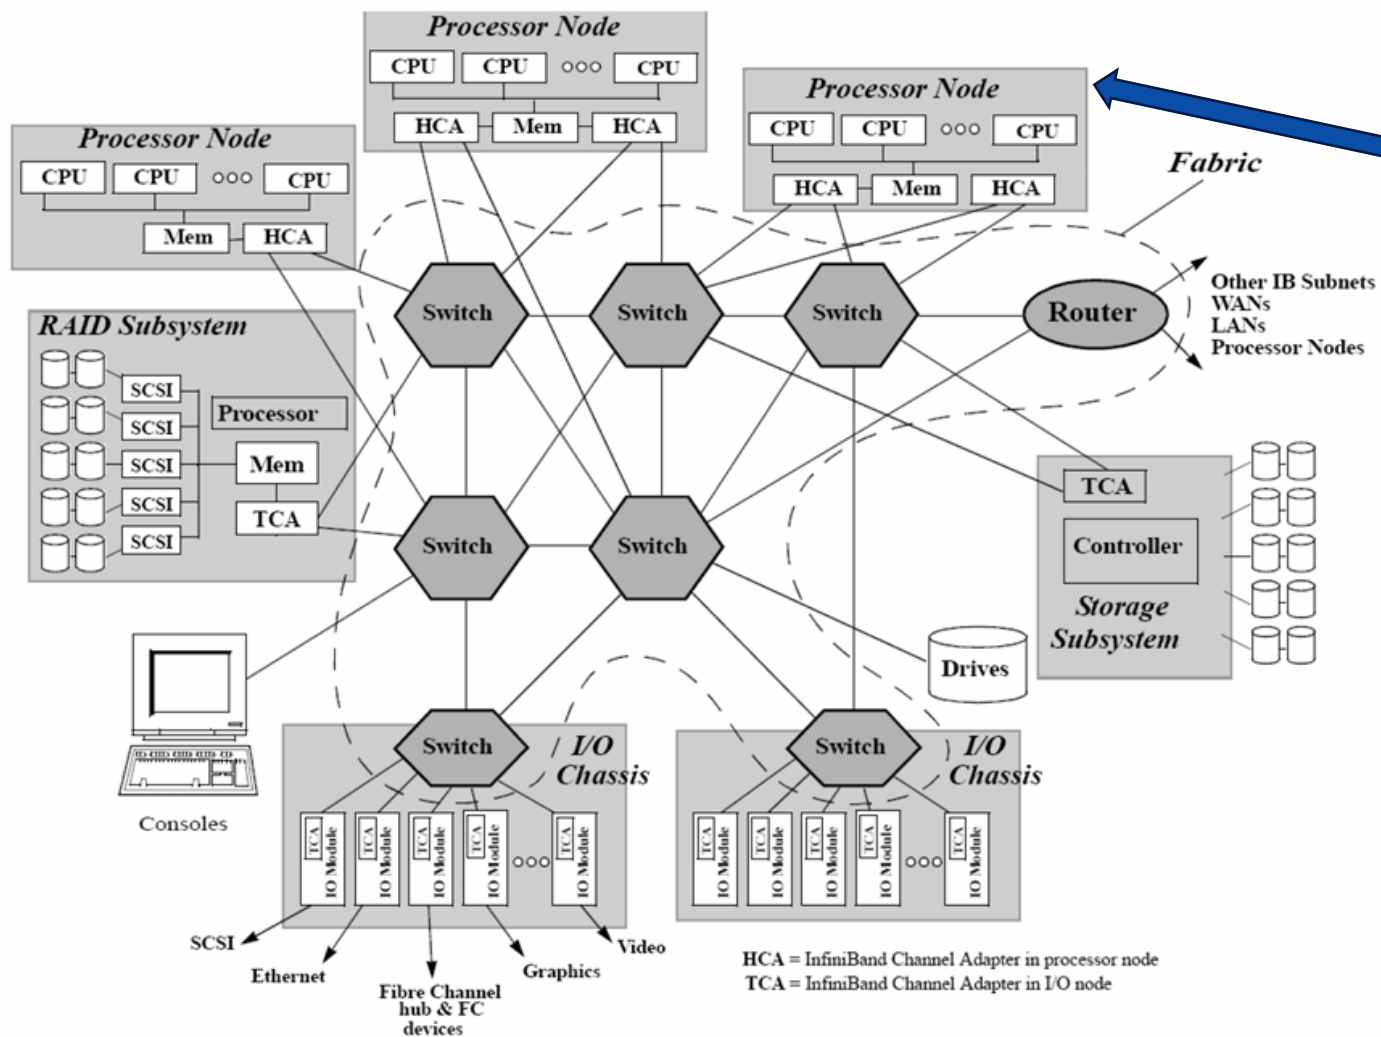 Processor Node
CPU CPU CPU
HCA Mem HCA
Processor Node
CPU CPU CPU
HCA Mem HCA
Processor Node
CPU CPU CPU
Mem HCA
Fabric
Switch Switch Switch Router
Other IB Subnets
WANs
LANs
Processor Nodes
RAID Subsystem
SCSI
SCSI
SCSI
SCSI
SCSI
Processor
Mem
TCA
Switch Switch
TCA
Controller
Storage
Subsystem
Drives
Consoles
Switch
I/O
Chassis
TCA IO Module
TCA IO Module
TCA IO Module
TCA IO Module
TCA IO Module
Switch
I/O
Chassis
TCA IO Module
TCA IO Module
TCA IO Module
TCA IO Module
TCA IO Module
SCSI
Ethernet
Fibre Channel
hub & FC
devices
Graphics
Video
HCA = InfiniBand Channel Adapter in processor node
TCA = InfiniBand Channel Adapter in I/O node